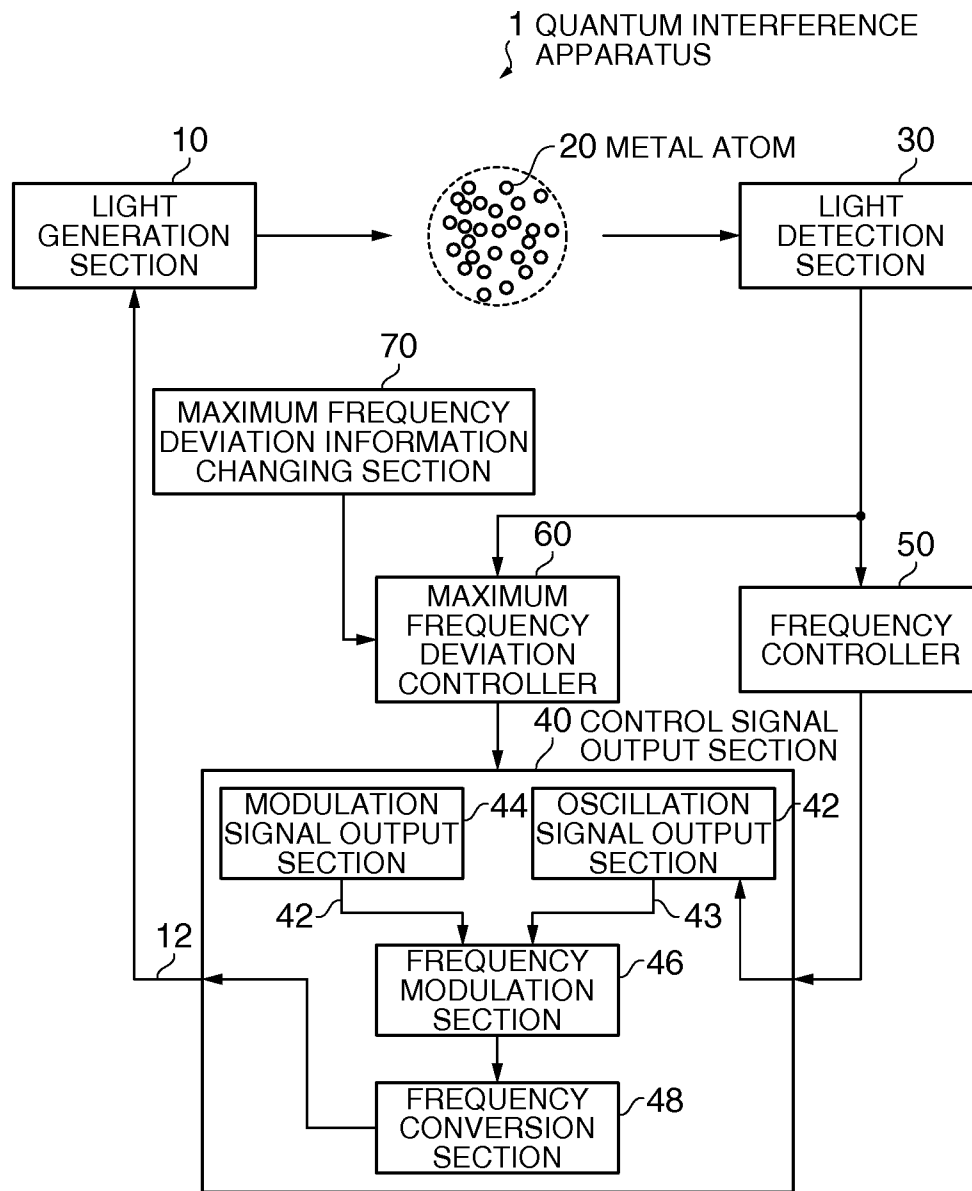 1 QUANTUM INTERFERENCE
APPARATUS
10
20 METAL ATOM
30
LIGHT
GENERATION
SECTION
LIGHT
DETECTION
SECTION
70
MAXIMUM FREQUENCY
DEVIATION INFORMATION
CHANGING SECTION
60
50
MAXIMUM
FREQUENCY
DEVIATION
CONTROLLER
FREQUENCY
CONTROLLER
40 CONTROL SIGNAL
OUTPUT SECTION
MODULATION
SIGNAL OUTPUT
SECTION
44
OSCILLATION
SIGNAL OUTPUT
SECTION
42
42
43
12
FREQUENCY
MODULATION
SECTION
46
FREQUENCY
CONVERSION
SECTION
48